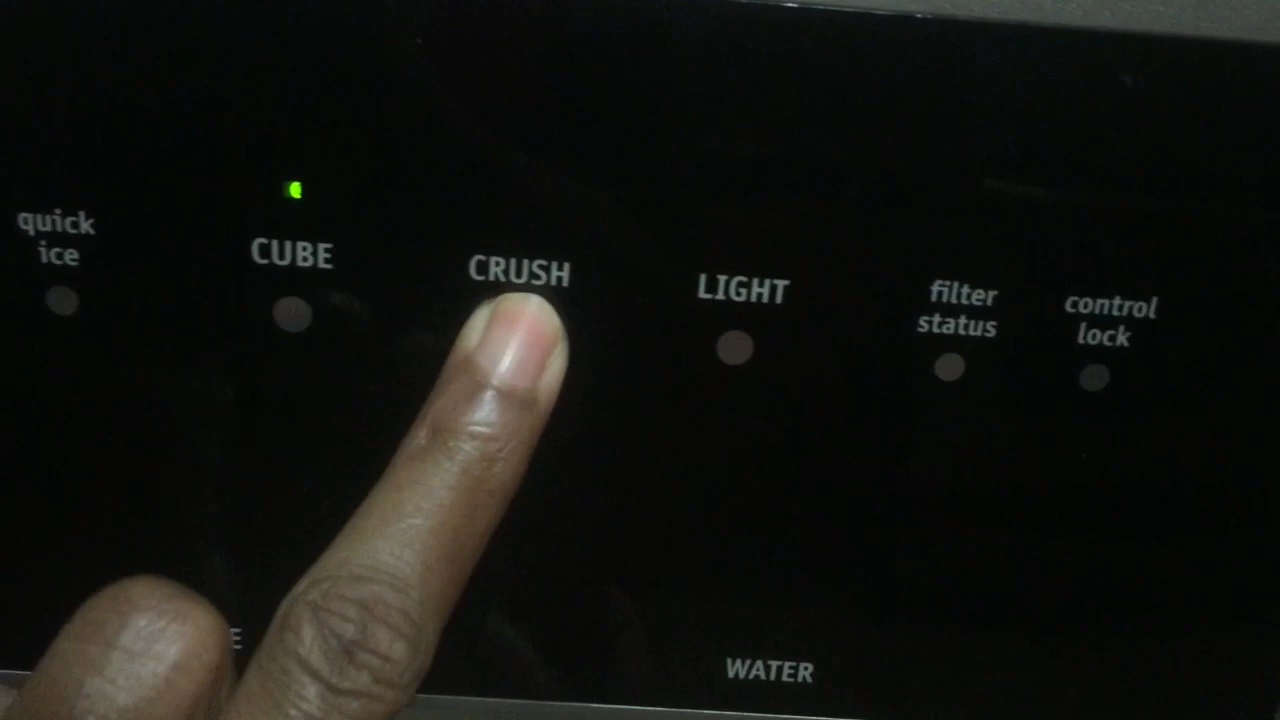 quick
ice
CUBE
CRUSH
LIGHT
filter
status
control
lock
E
WATER